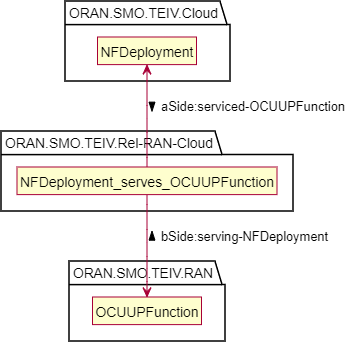 ORAN.SMO.TEIV.Cloud
NFDeployment
aSide:serviced-OCUUPFunction
ORAN.SMO.TEIV.Rel-RAN-Cloud
NFDeployment_serves_OCUUPFunction
bSide:serving-NFDeployment
ORAN.SMO.TEIV.RAN
OCUUPFunction